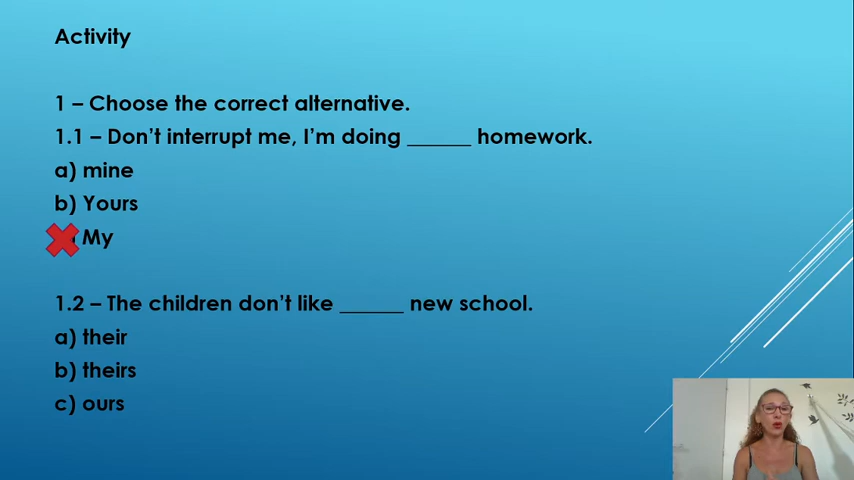 Activity
1 – Choose the correct alternative.
1.1 – Don't interrupt me, I'm doing ______ homework.
a) mine
b) Yours
My
1.2 – The children don't like ______ new school.
a) their
b) theirs
c) ours